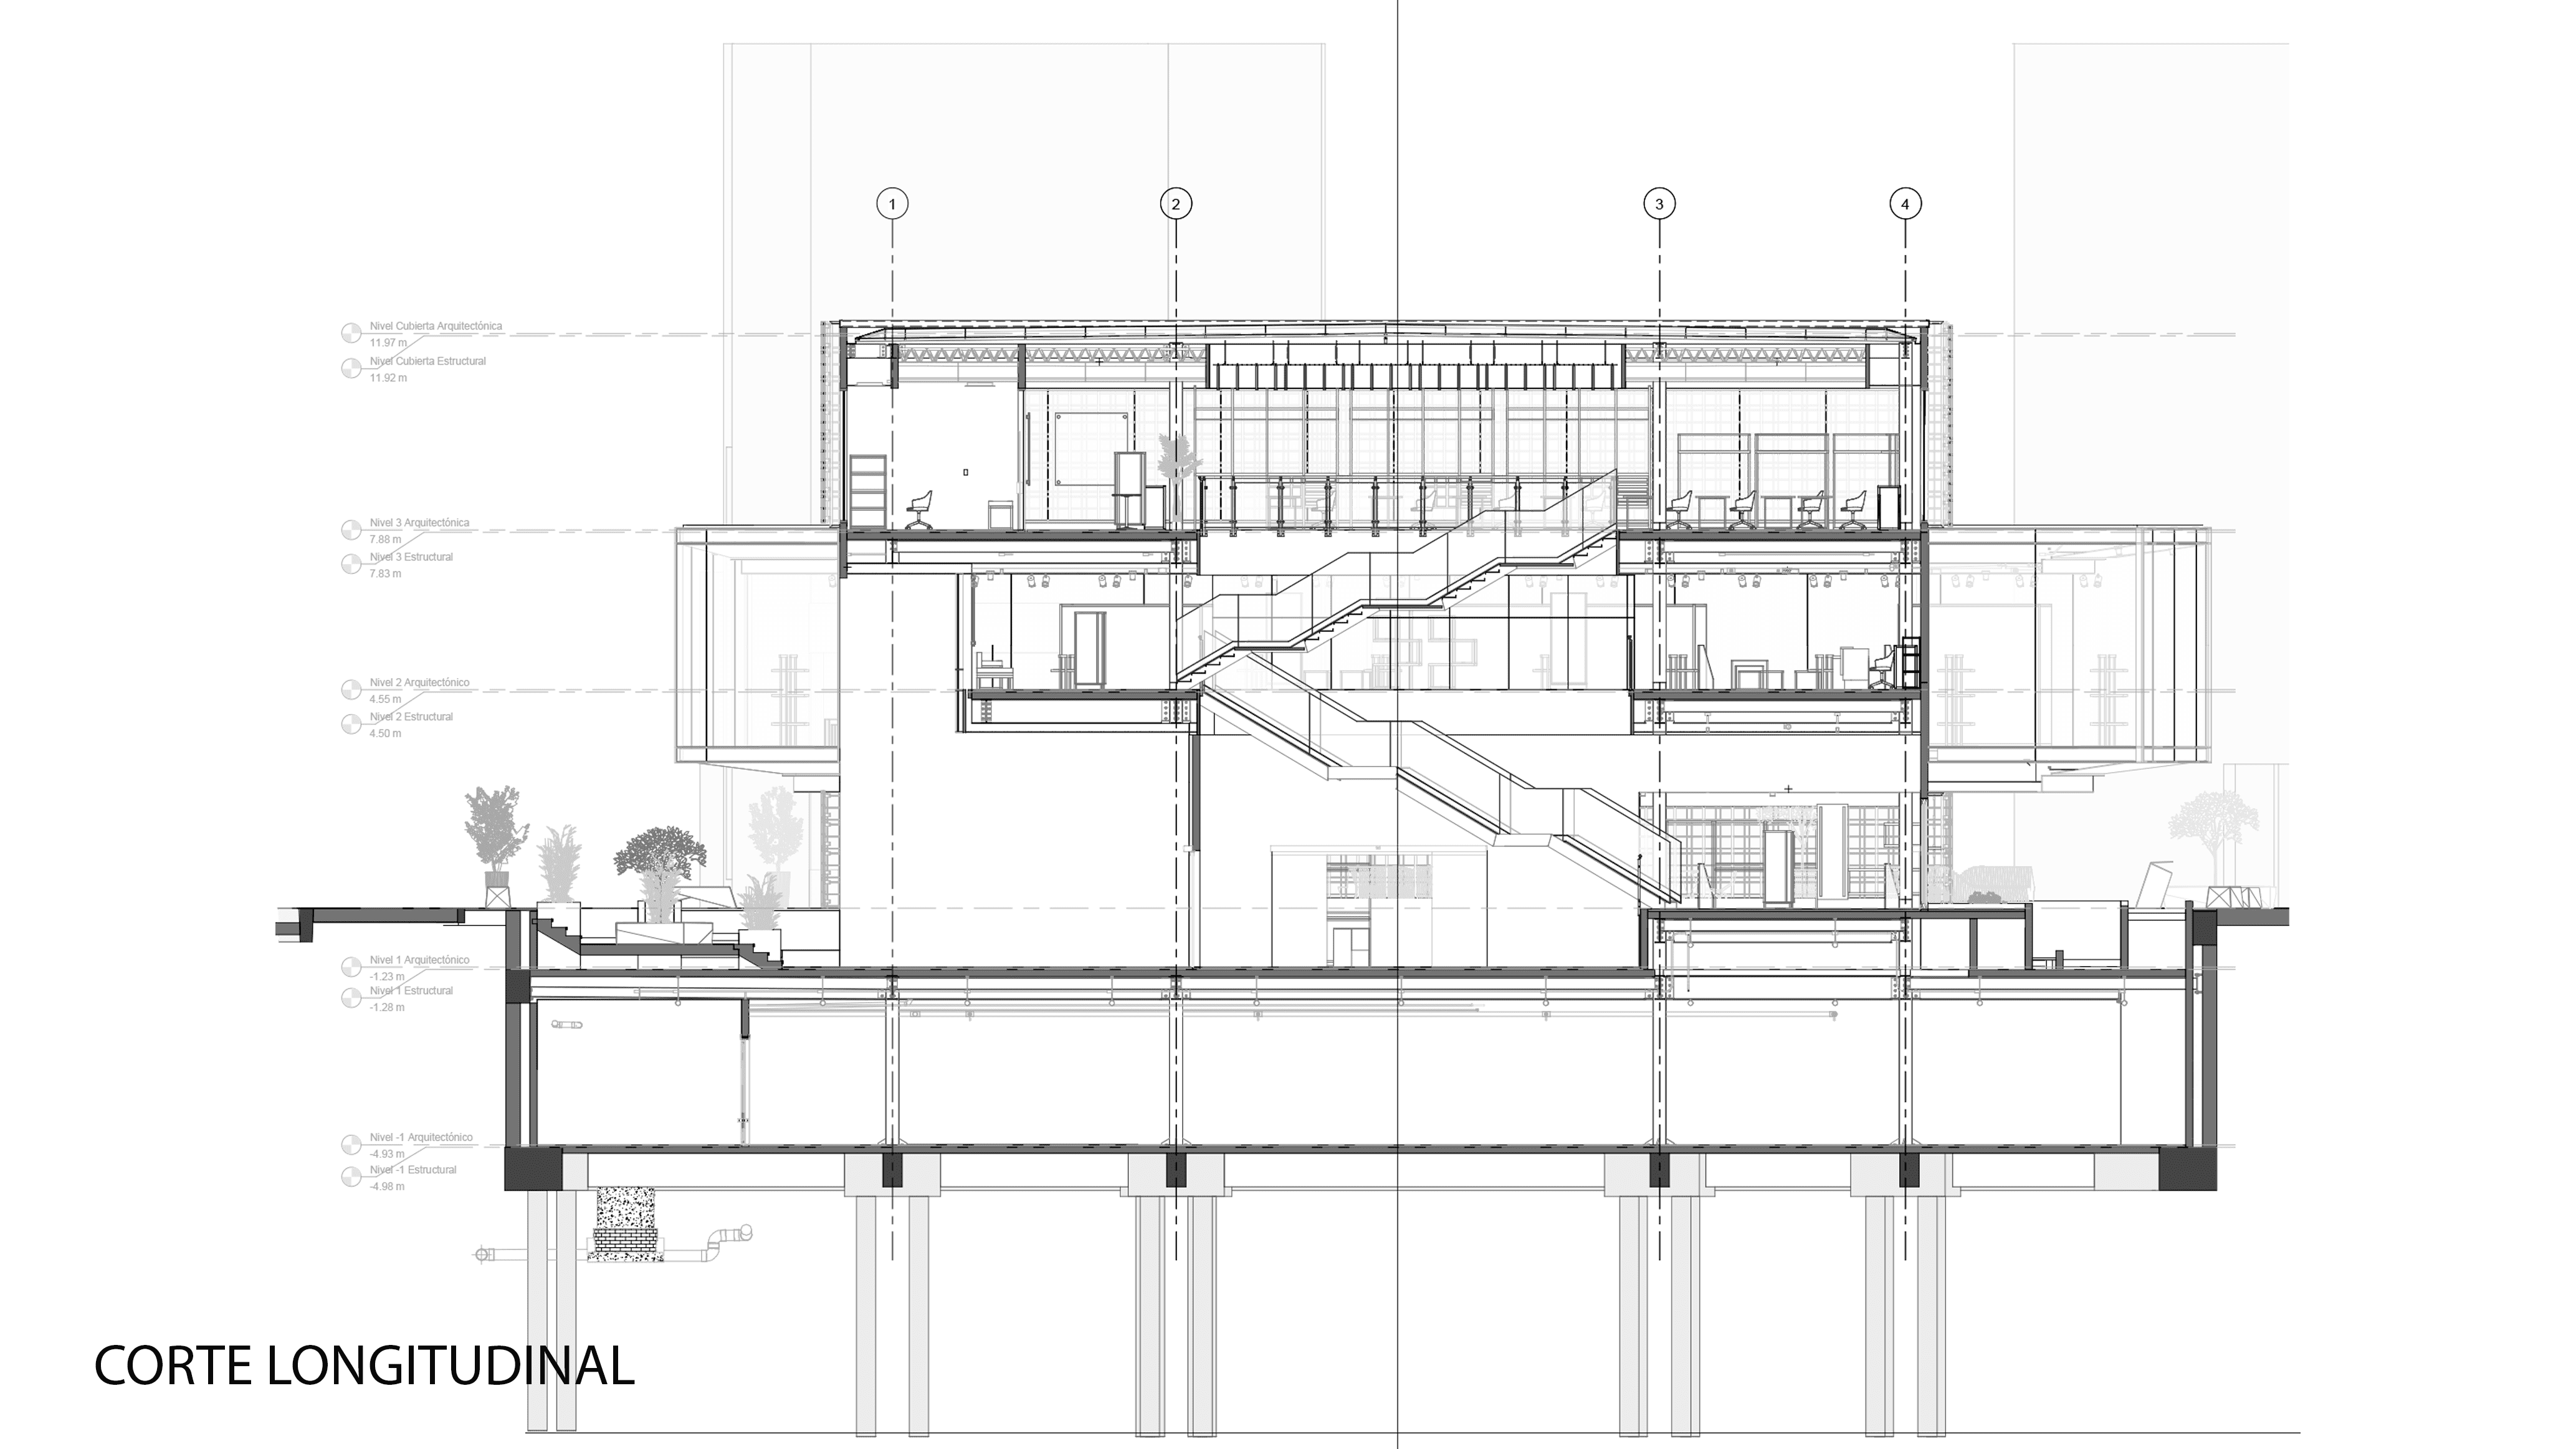 1 2 3 4
Nivel Cubierta Arquitectónica
11.97 m
Nivel Cubierta Estructural
11.92 m
Nivel 3 Arquitectónica
7.88 m
Nivel 3 Estructural
7.83 m
Nivel 2 Arquitectónico
4.55 m
Nivel 2 Estructural
4.50 m
Nivel 1 Arquitectónico
-1.23 m
Nivel 1 Estructural
-1.28 m
Nivel -1 Arquitectónico
-4.93 m
Nivel -1 Estructural
-4.98 m
CORTE LONGITUDINAL